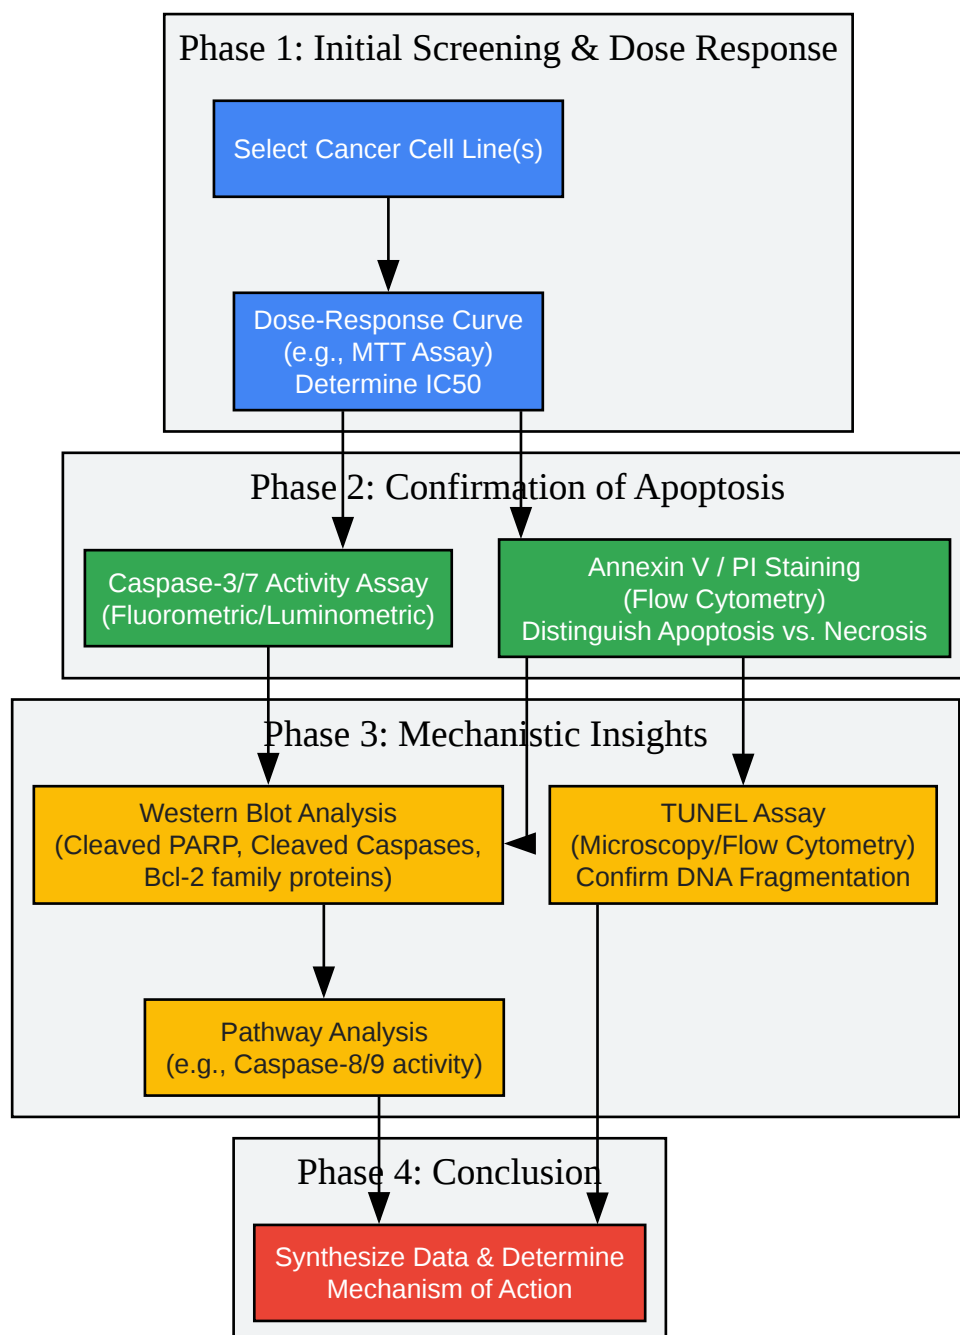 Phase 1: Initial Screening & Dose Response
Select Cancer Cell Line(s)
Dose-Response Curve
(e.g., MTT Assay)
Determine IC50
Phase 2: Confirmation of Apoptosis
Caspase-3/7 Activity Assay
(Fluorometric/Luminometric)
Annexin V / PI Staining
(Flow Cytometry)
Distinguish Apoptosis vs. Necrosis
Phase 3: Mechanistic Insights
Western Blot Analysis
(Cleaved PARP, Cleaved Caspases,
Bcl-2 family proteins)
TUNEL Assay
(Microscopy/Flow Cytometry)
Confirm DNA Fragmentation
Pathway Analysis
(e.g., Caspase-8/9 activity)
Phase 4: Conclusion
Synthesize Data & Determine
Mechanism of Action